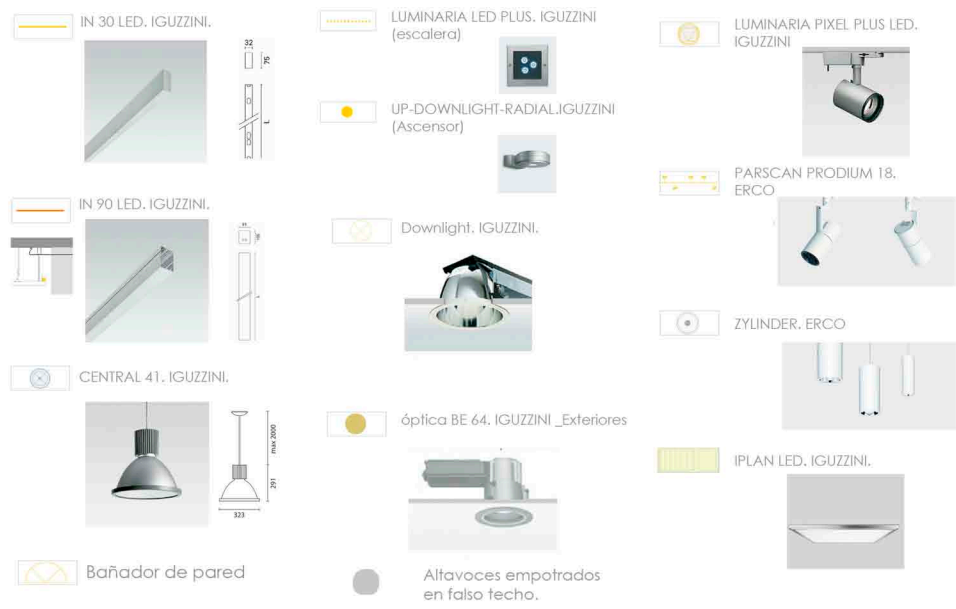 IN 30 LED. IGUZZINI.
32
75
L
IN 90 LED. IGUZZINI.
CENTRAL 41. IGUZZINI.
max 2000
291
323
Bañador de pared
LUMINARIA LED PLUS. IGUZZINI
(escalera)
UP-DOWNLIGHT-RADIAL.IGUZZINI
(Ascensor)
Downlight. IGUZZINI.
óptica BE 64. IGUZZINI _Exteriores
Altavoces empotrados
en falso techo.
LUMINARIA PIXEL PLUS LED.
IGUZZINI
PARSCAN PRODIUM 18.
ERCO
ZYLINDER. ERCO
IPLAN LED. IGUZZINI.